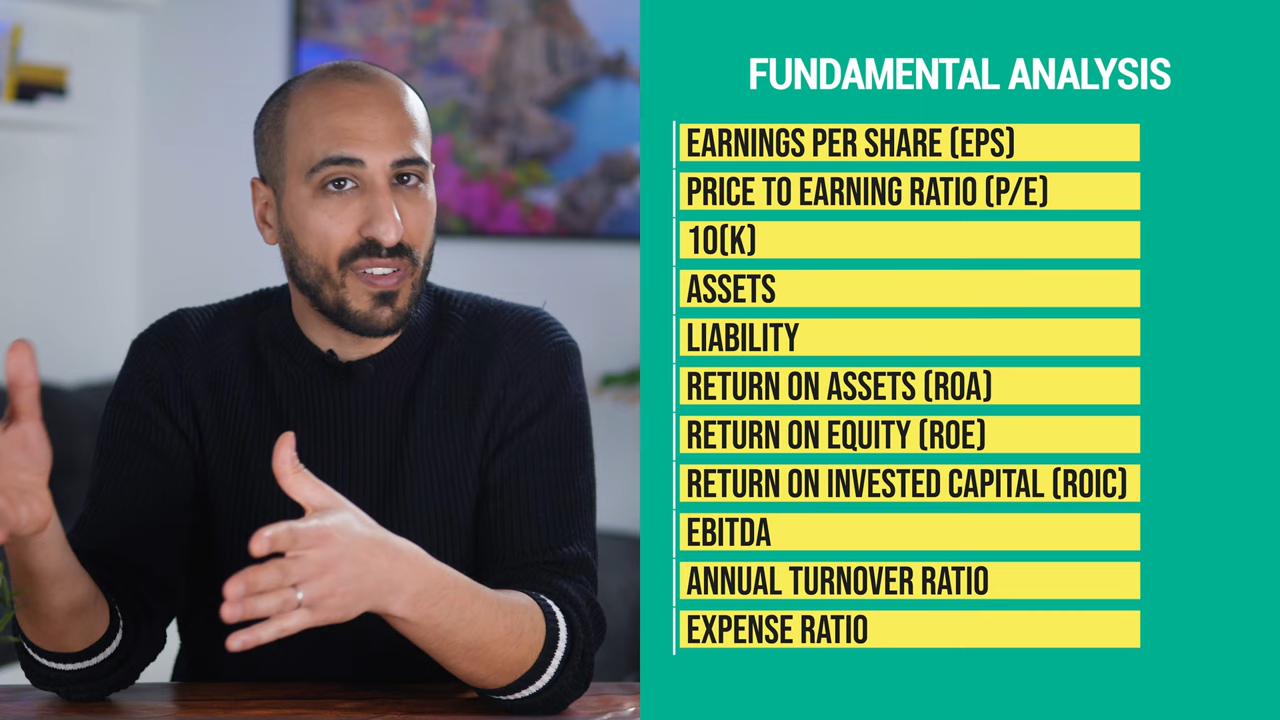 FUNDAMENTAL ANALYSIS
EARNINGS PER SHARE (EPS)
PRICE TO EARNING RATIO (P/E)
10(K)
ASSETS
LIABILITY
RETURN ON ASSETS (ROA)
RETURN ON EQUITY (ROE)
RETURN ON INVESTED CAPITAL (ROIC)
EBITDA
ANNUAL TURNOVER RATIO
EXPENSE RATIO